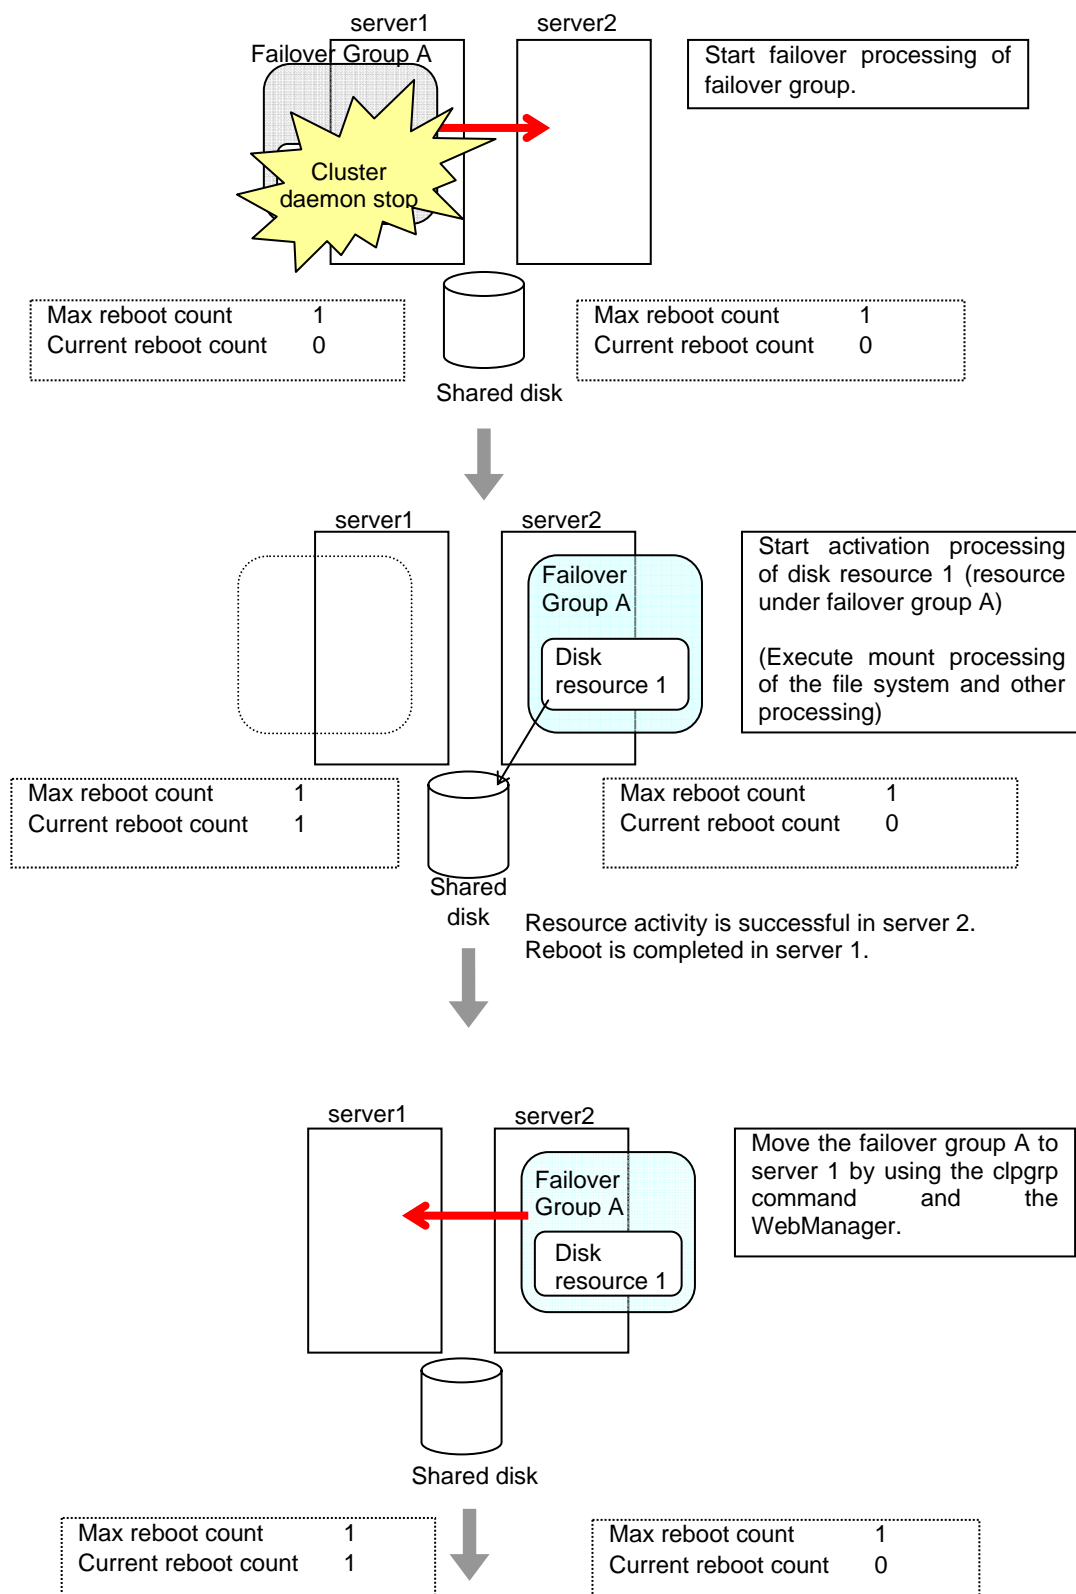 server1
server2
Failover Group A
Start failover processing of
failover group.
Cluster
daemon stop
Max reboot count 1
Current reboot count 0
Max reboot count 1
Current reboot count 0
Shared disk
server1
server2
Failover
Group A
Disk
resource 1
Start activation processing
of disk resource 1 (resource
under failover group A)
(Execute mount processing
of the file system and other
processing)
Max reboot count 1
Current reboot count 1
Max reboot count 1
Current reboot count 0
Shared
disk
Resource activity is successful in server 2.
Reboot is completed in server 1.
server1
server2
Failover
Group A
Disk
resource 1
Move the failover group A to
server 1 by using the clpgrp
command and the
WebManager.
Shared disk
Max reboot count 1
Current reboot count 1
Max reboot count 1
Current reboot count 0